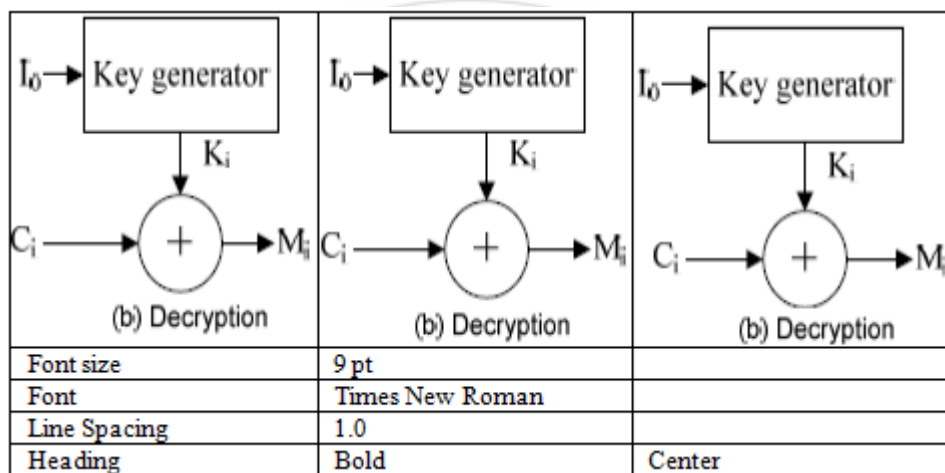 I₀ Key generator
Kᵢ
Cᵢ + Mᵢ
(b) Decryption
I₀ Key generator
Kᵢ
Cᵢ + Mᵢ
(b) Decryption
I₀ Key generator
Kᵢ
Cᵢ + Mᵢ
(b) Decryption
Font size 9 pt
Font Times New Roman
Line Spacing 1.0
Heading Bold Center